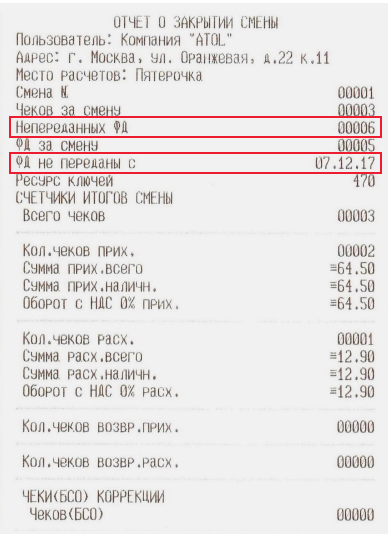 ОТЧЕТ О ЗАКРЫТИИ СМЕНЫ
Пользователь: Компания "ATOL"
Адрес: г. Москва, ул. Оранжевая, д.22 к.11
Место расчетов: Пятерочка
Смена № 00001
Чеков за смену 00003
Непереданных ФД 00006
ФД за смену 00005
ФД не переданы с 07.12.17
Ресурс ключей 470
СЧЕТЧИКИ ИТОГОВ СМЕНЫ
Всего чеков 00003
Кол.чеков прих. 00002
Сумма прих.всего =64.50
Сумма прих.наличн. =64.50
Оборот с НДС 0% прих. =64.50
Кол.чеков расх. 00001
Сумма расх.всего =12.90
Сумма расх.наличн. =12.90
Оборот с НДС 0% расх. =12.90
Кол.чеков возвр.прих. 00000
Кол.чеков возвр.расх. 00000
ЧЕКИ(БСО) КОРРЕКЦИИ
Чеков(БСО) 00000